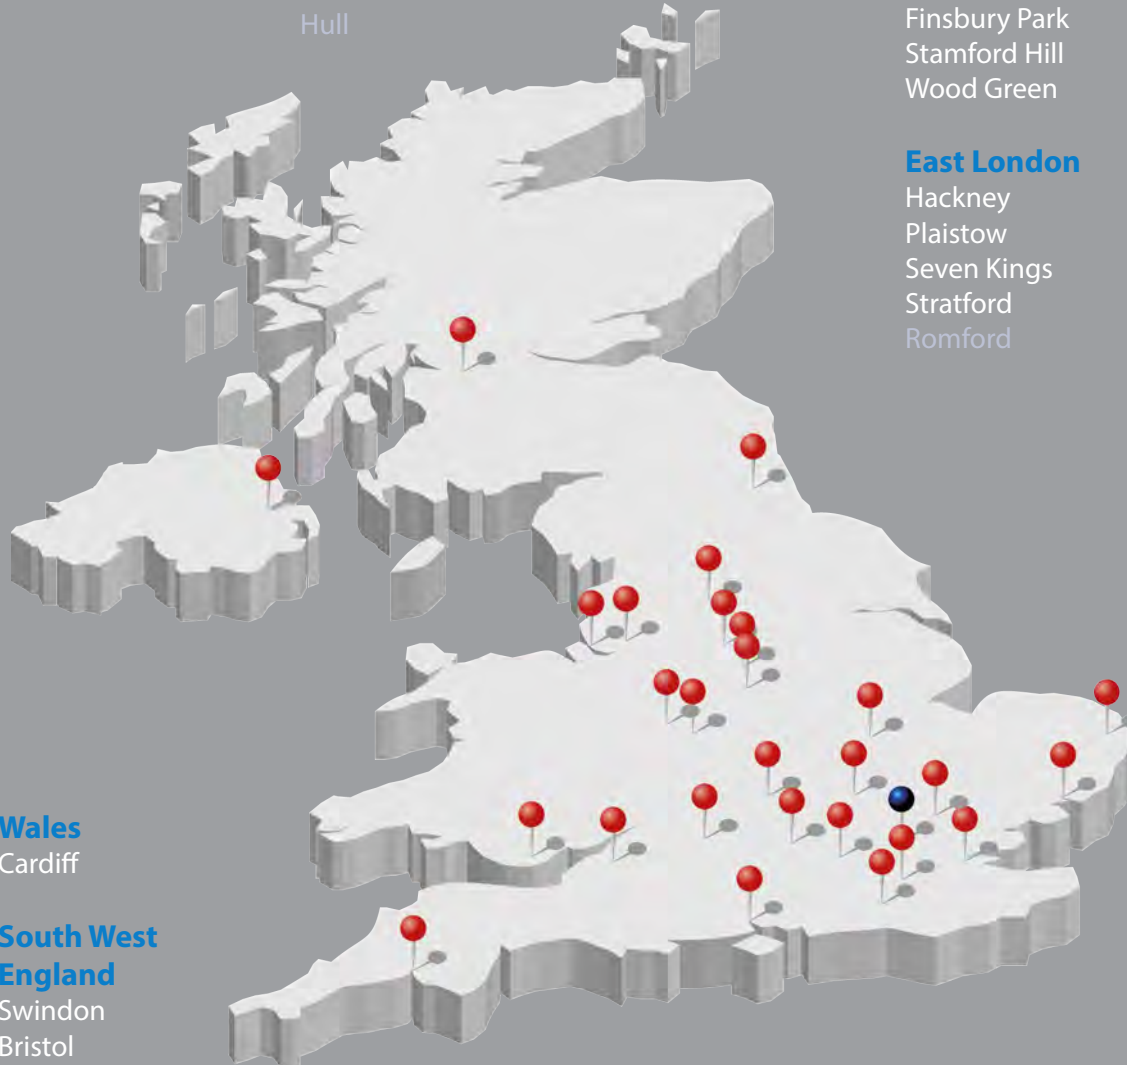 Hull
Finsbury Park
Stamford Hill
Wood Green
East London
Hackney
Plaistow
Seven Kings
Stratford
Romford
Wales
Cardiff
South West
England
Swindon
Bristol